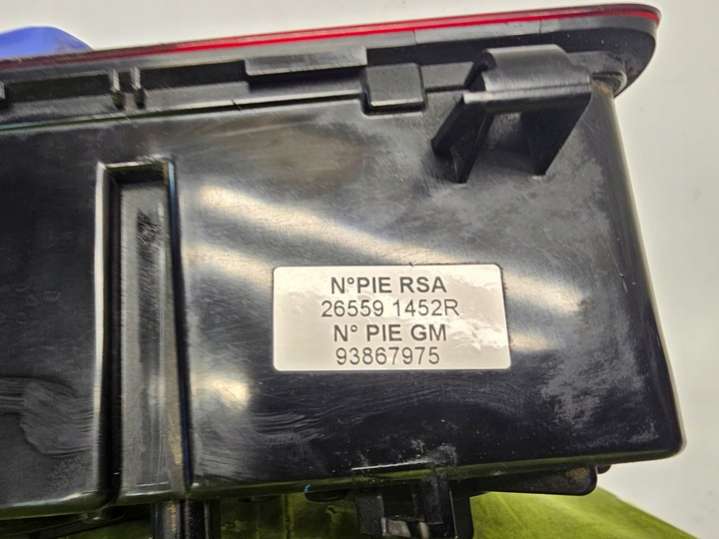 N°PIE RSA
26559 1452R
N° PIE GM
93867975